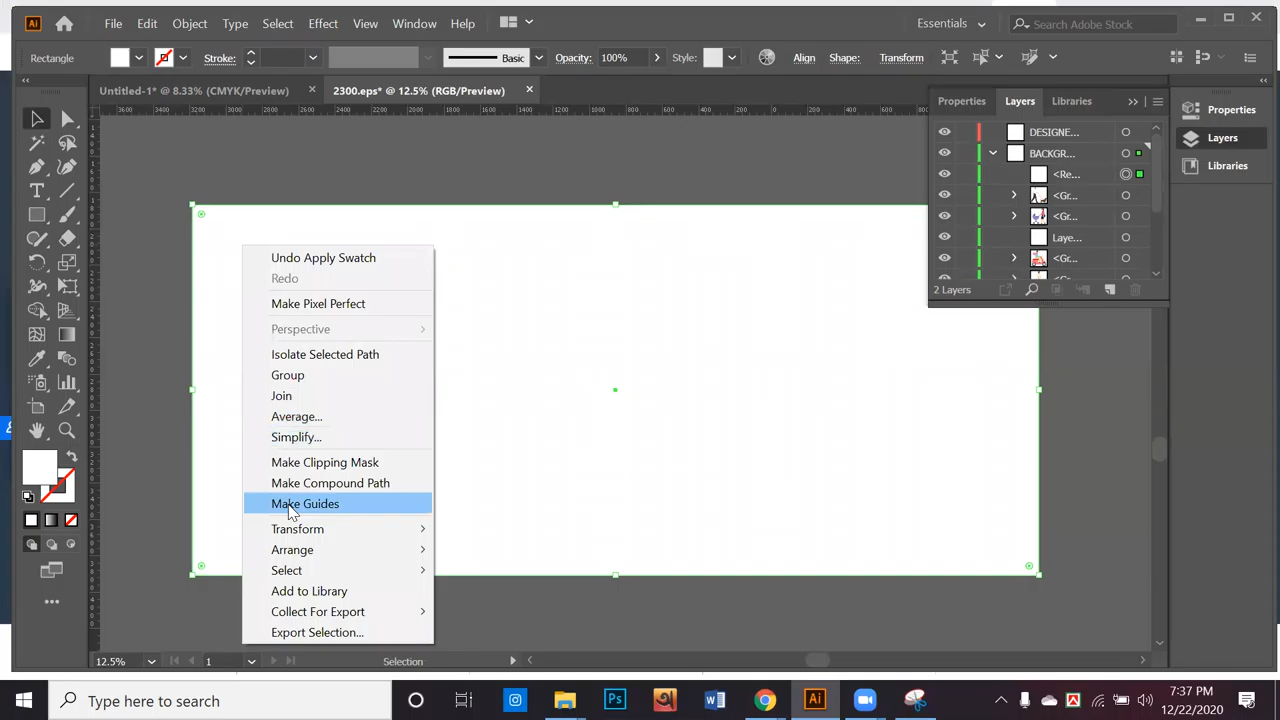 Ai File Edit Object Type Select Effect View Window Help Essentials Search Adobe Stock
Rectangle Stroke: Basic Opacity: 100% Style: Align Shape: Transform
Untitled-1* @ 8.33% (CMYK/Preview) × 2300.eps* @ 12.5% (RGB/Preview) ×
Properties Layers Libraries
Properties
Layers
Libraries
DESIGNE...
BACKGR...
<Re...
<Gr...
<Gr...
Laye...
<Gr...
2 Layers
Undo Apply Swatch
Redo
Make Pixel Perfect
Perspective
Isolate Selected Path
Group
Join
Average...
Simplify...
Make Clipping Mask
Make Compound Path
Make Guides
Transform
Arrange
Select
Add to Library
Collect For Export
Export Selection...
12.5% 1 Selection
Type here to search
Ps
Ai
7:37 PM
12/22/2020